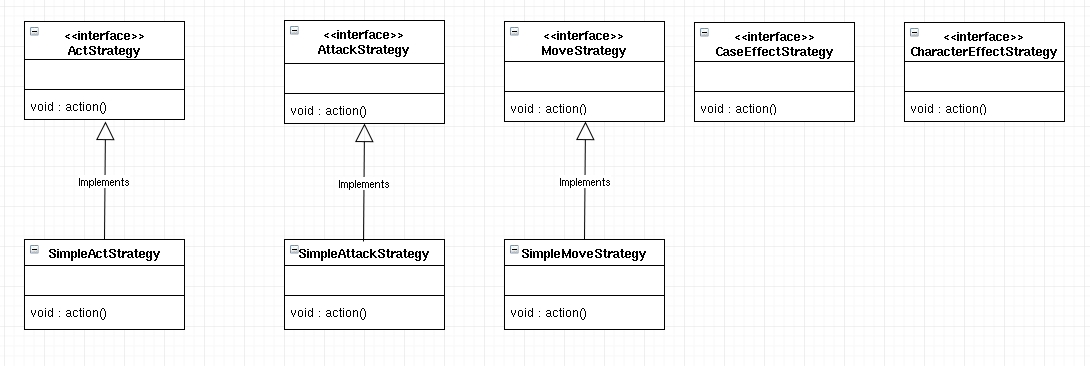 <<interface>>
ActStrategy
void : action()
<<interface>>
AttackStrategy
void : action()
<<interface>>
MoveStrategy
void : action()
<<interface>>
CaseEffectStrategy
void : action()
<<interface>>
CharacterEffectStrategy
void : action()
Implements
Implements
Implements
SimpleActStrategy
void : action()
SimpleAttackStrategy
void : action()
SimpleMoveStrategy
void : action()